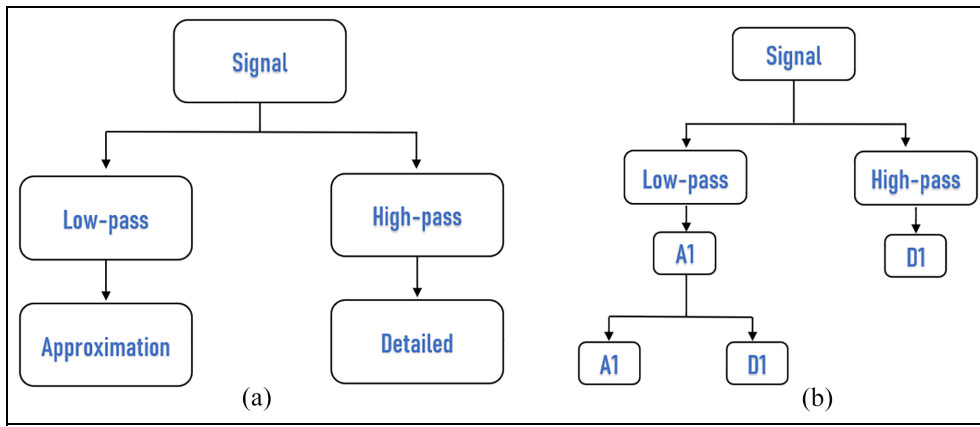 Signal
Low-pass
High-pass
Approximation
Detailed
(a)
Signal
Low-pass
High-pass
A1
D1
A1
D1
(b)